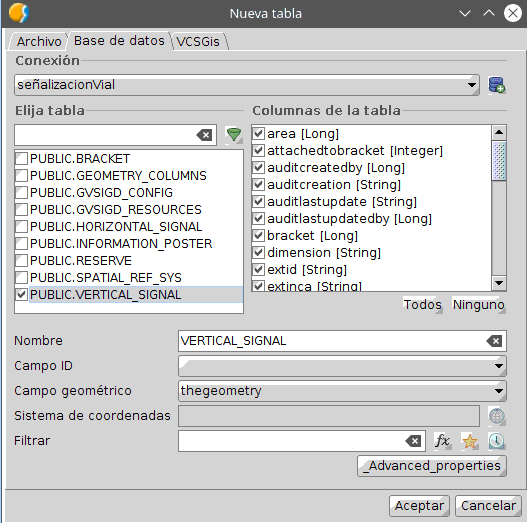 Nueva tabla
Archivo Base de datos VCSGis
Conexión
señalizacionVial
Elija tabla
PUBLIC.BRACKET
PUBLIC.GEOMETRY_COLUMNS
PUBLIC.GVSIGD_CONFIG
PUBLIC.GVSIGD_RESOURCES
PUBLIC.HORIZONTAL_SIGNAL
PUBLIC.INFORMATION_POSTER
PUBLIC.RESERVE
PUBLIC.SPATIAL_REF_SYS
PUBLIC.VERTICAL_SIGNAL
Columnas de la tabla
area [Long]
attachedtobracket [Integer]
auditcreatedby [Long]
auditcreation [String]
auditlastupdate [String]
auditlastupdatedby [Long]
bracket [Long]
dimension [String]
extid [String]
extinca [String]
Todos Ninguno
Nombre VERTICAL_SIGNAL
Campo ID
Campo geométrico thegeometry
Sistema de coordenadas
Filtrar fx
_Advanced_properties
Aceptar Cancelar